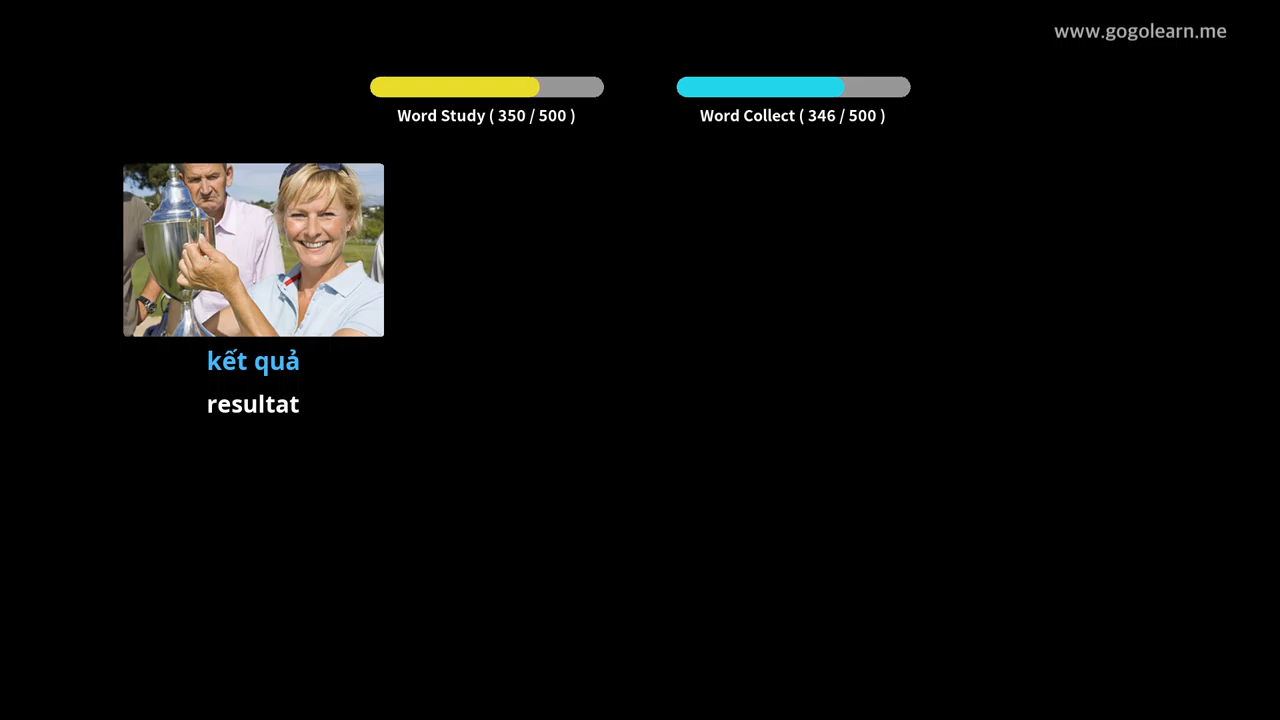 www.gogolearn.me
Word Study ( 350 / 500 )
Word Collect ( 346 / 500 )
kết quả
resultat